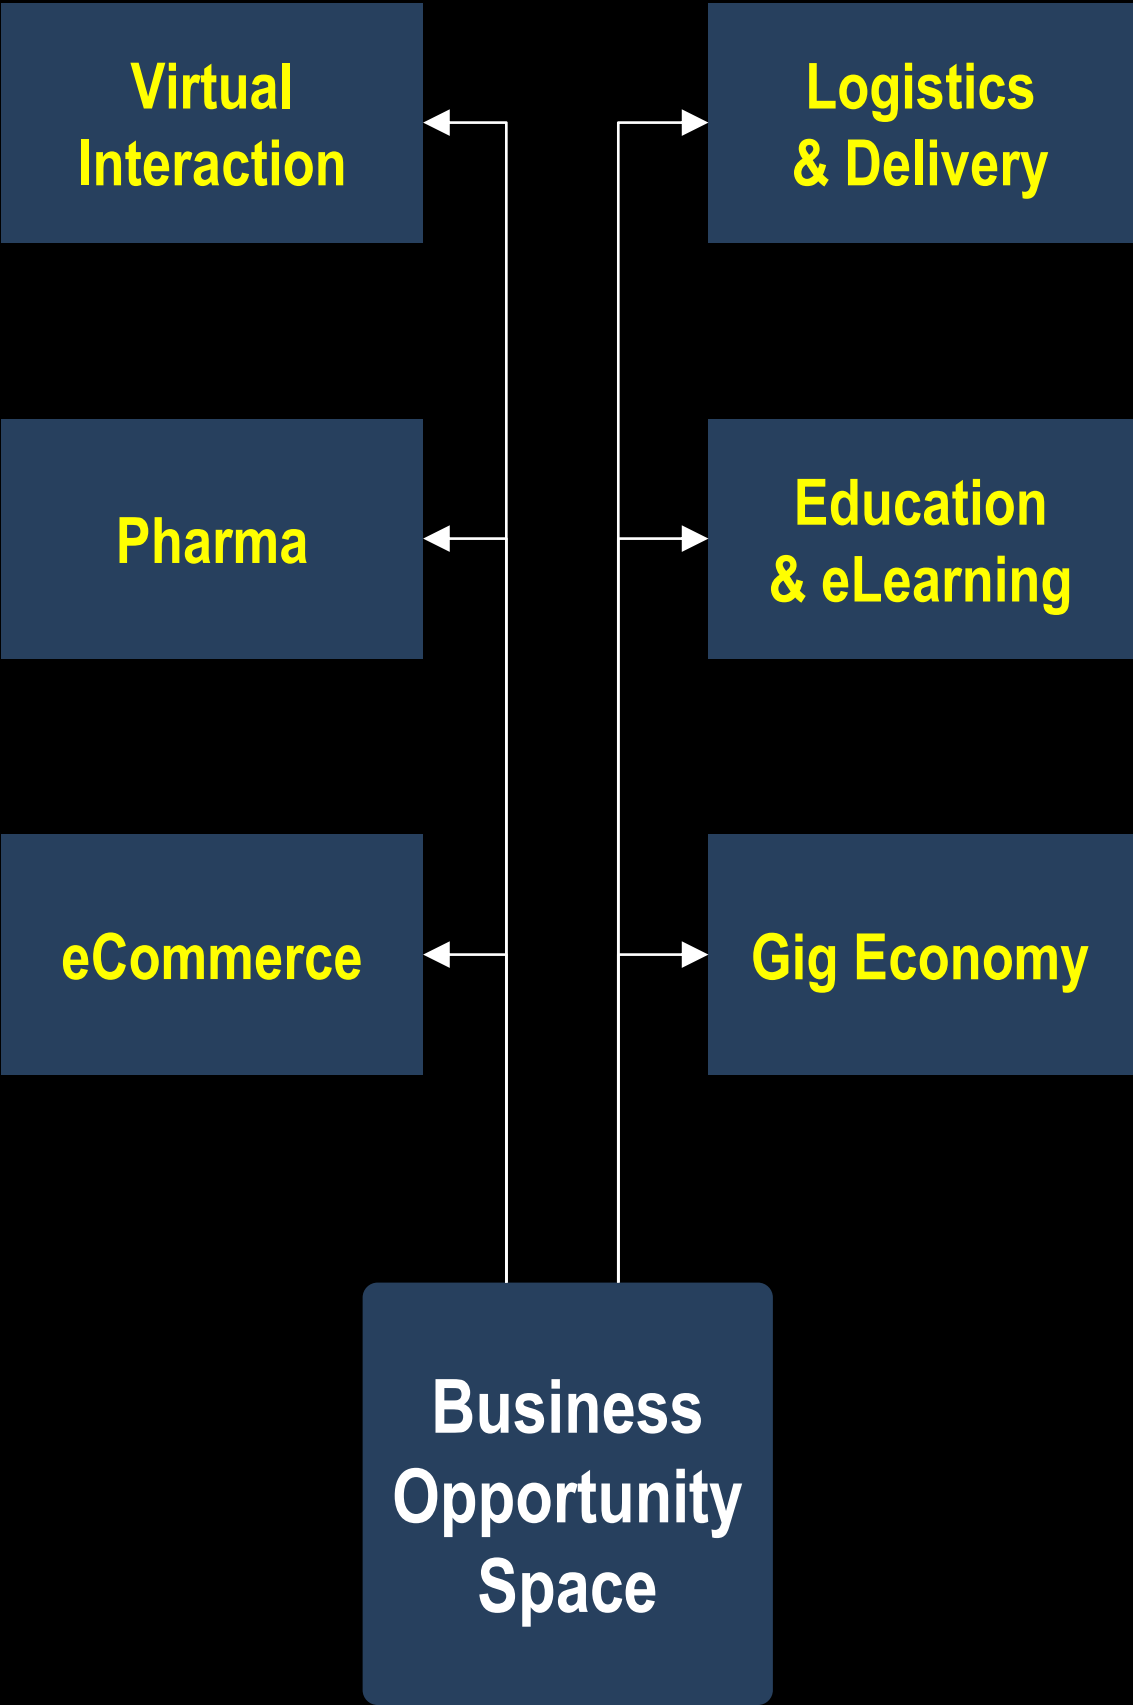 Virtual
Interaction
Logistics
& Delivery
Pharma
Education
& eLearning
eCommerce
Gig Economy
Business
Opportunity
Space